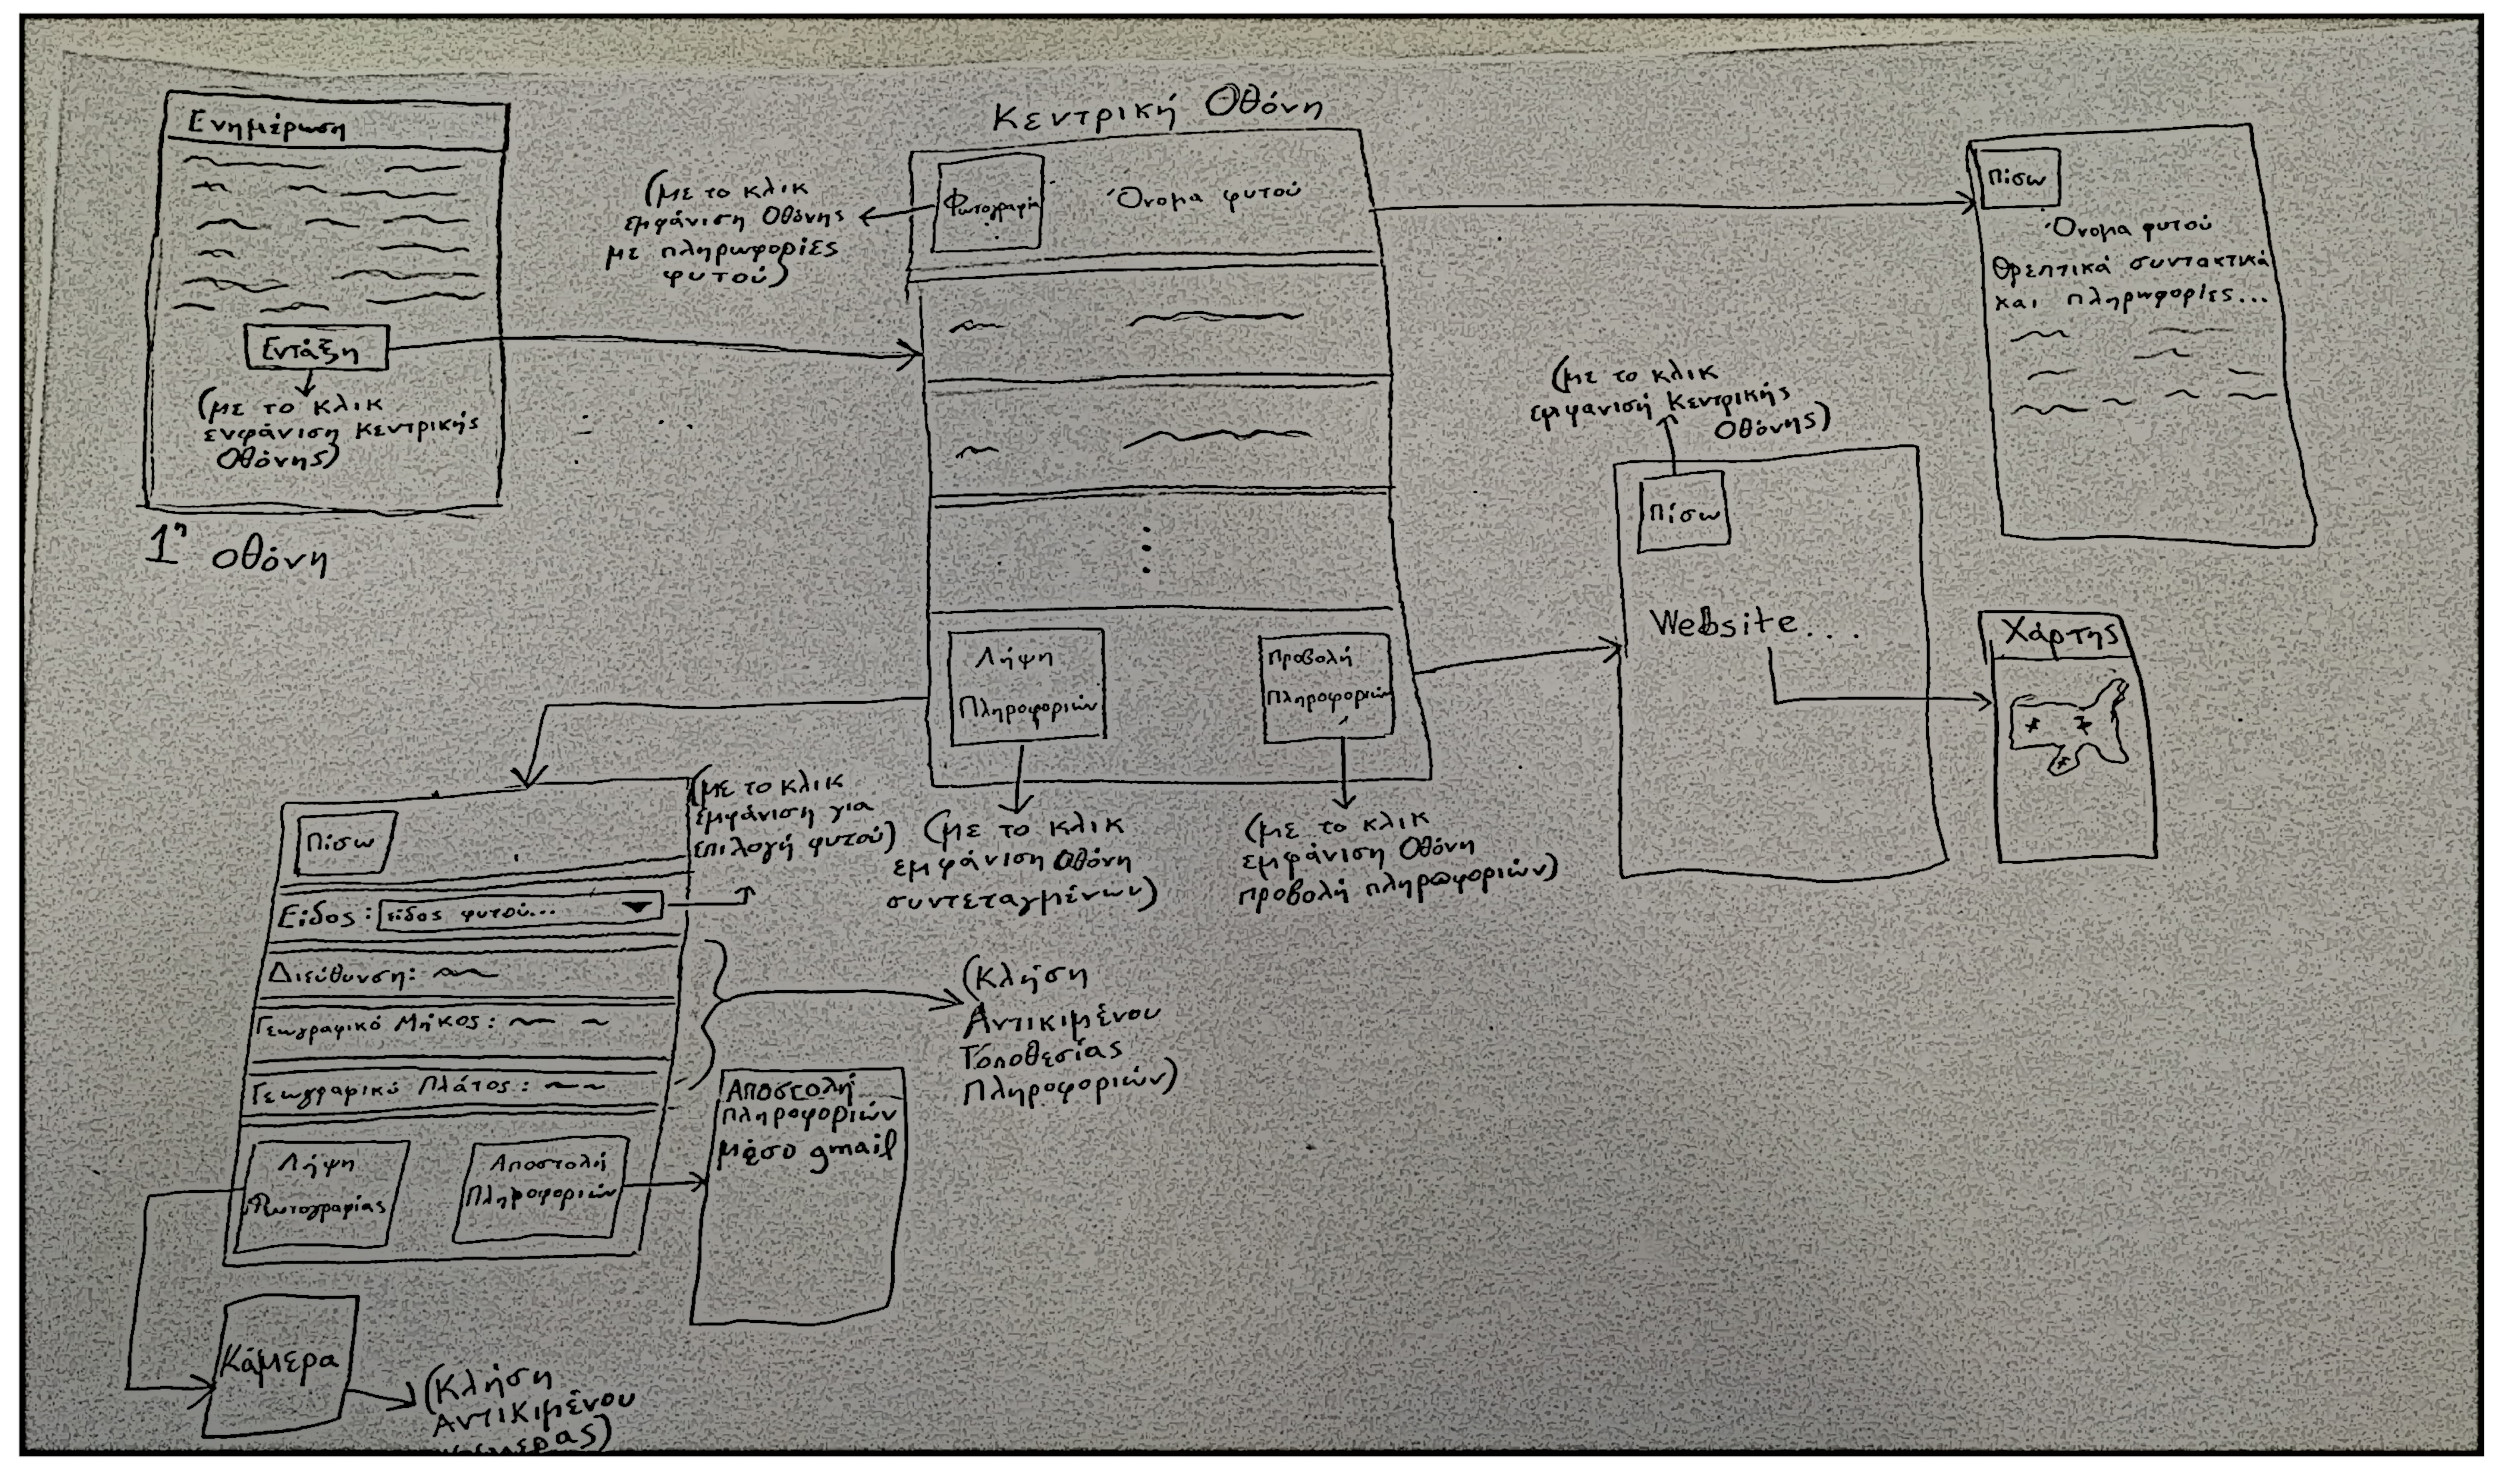 Ενημέρωση
Εντάξη
(με το κλικ
ενφάνιση Κεντρικής
Οθόνης)
1η οθόνη
Κεντρική Οθόνη
Φωτογραφία
Όνομα φυτού
(με το κλικ
εμφάνιση Οθόνης
με πληρωφορίες
φυτού)
Λήψη
Πληροφοριών
Προβολή
Πληροφοριών
(με το κλικ
εμφάνιση Οθόνη
συντεταγμένων)
(με το κλικ
εμφάνιση Οθόνη
προβολή πληρωφοριών)
Πίσω
Όνομα φυτού
Θρεπτικά συντακτικά
και πληρωφορίες...
(με το κλικ
εμφανισή Κεντρικής
Οθόνης)
Πίσω
Website...
Χάρτης
Πίσω
(με το κλικ
εμφάνιση για
επιλογή φυτού)
Είδος: είδος φυτού...
Διεύθυνση:
Γεωγραφικό Μήκος:
Γεωγραφικό Πλάτος:
(Κλήση
Αντικιμένου
Τοποθεσίας
Πληροφοριών)
Λήψη
Φωτογραφίας
Αποστολή
Πληροφοριών
Αποστολή
πληροφοριών
μέσο gmail
Κάμερα
(Κλήση
Αντικιμένου